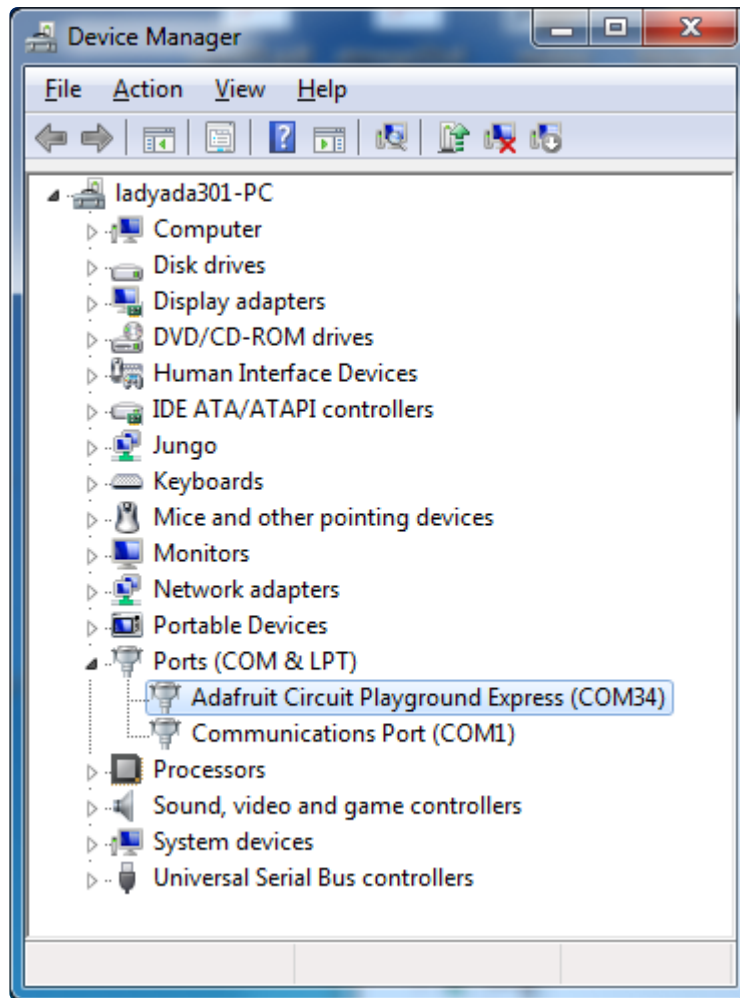 Device Manager
File Action View Help
ladyada301-PC
Computer
Disk drives
Display adapters
DVD/CD-ROM drives
Human Interface Devices
IDE ATA/ATAPI controllers
Jungo
Keyboards
Mice and other pointing devices
Monitors
Network adapters
Portable Devices
Ports (COM & LPT)
Adafruit Circuit Playground Express (COM34)
Communications Port (COM1)
Processors
Sound, video and game controllers
System devices
Universal Serial Bus controllers